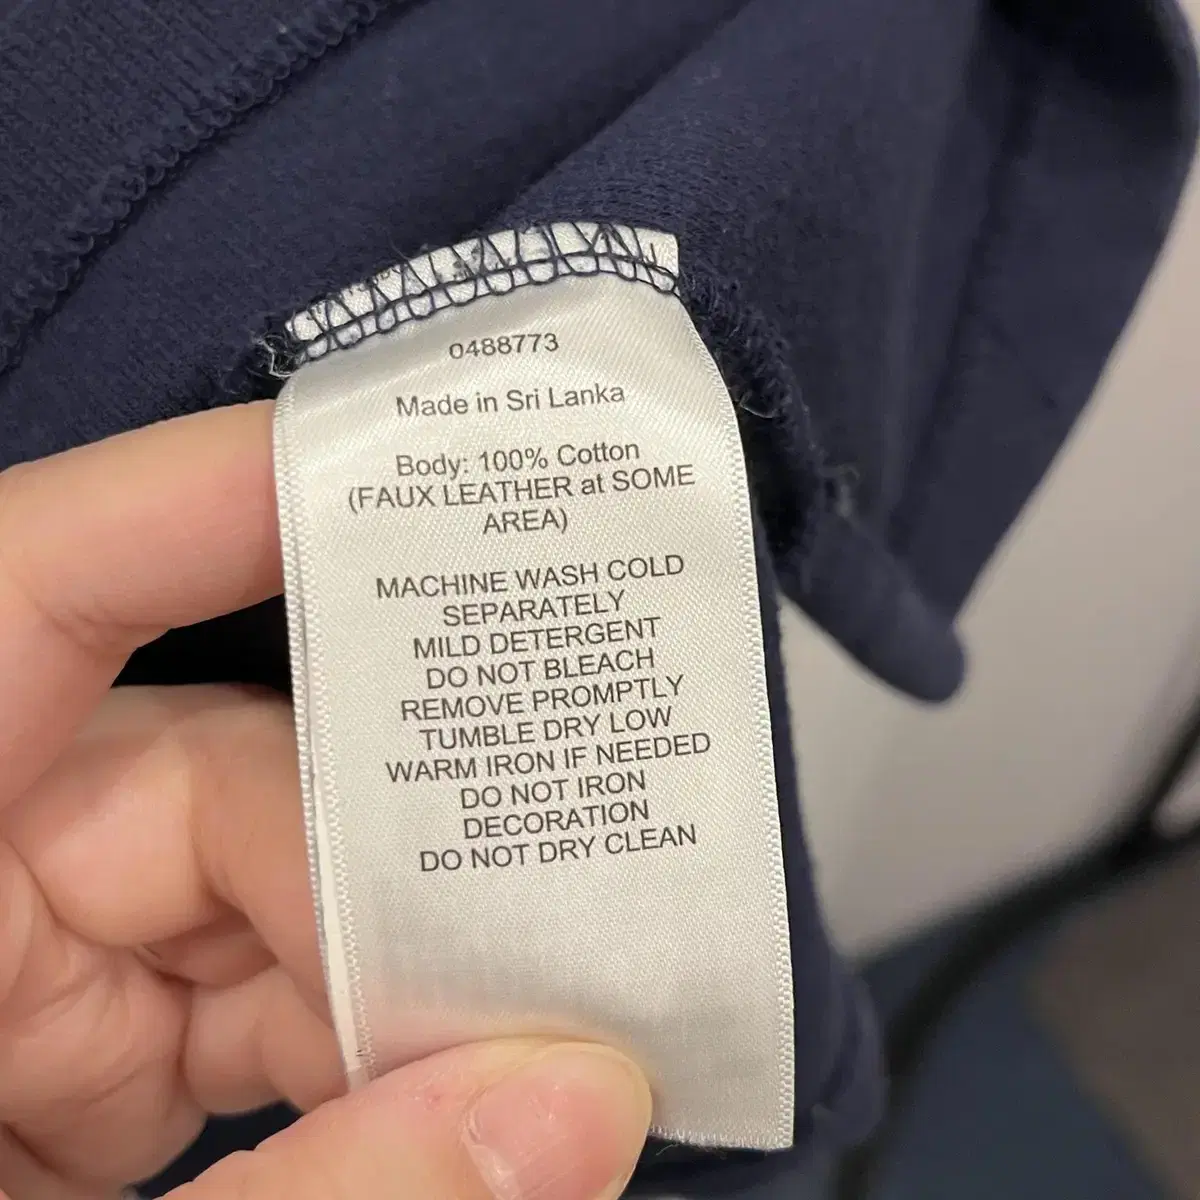 0488773
Made in Sri Lanka
Body: 100% Cotton
(FAUX LEATHER at SOME
AREA)
MACHINE WASH COLD
SEPARATELY
MILD DETERGENT
DO NOT BLEACH
REMOVE PROMPTLY
TUMBLE DRY LOW
WARM IRON IF NEEDED
DO NOT IRON
DECORATION
DO NOT DRY CLEAN